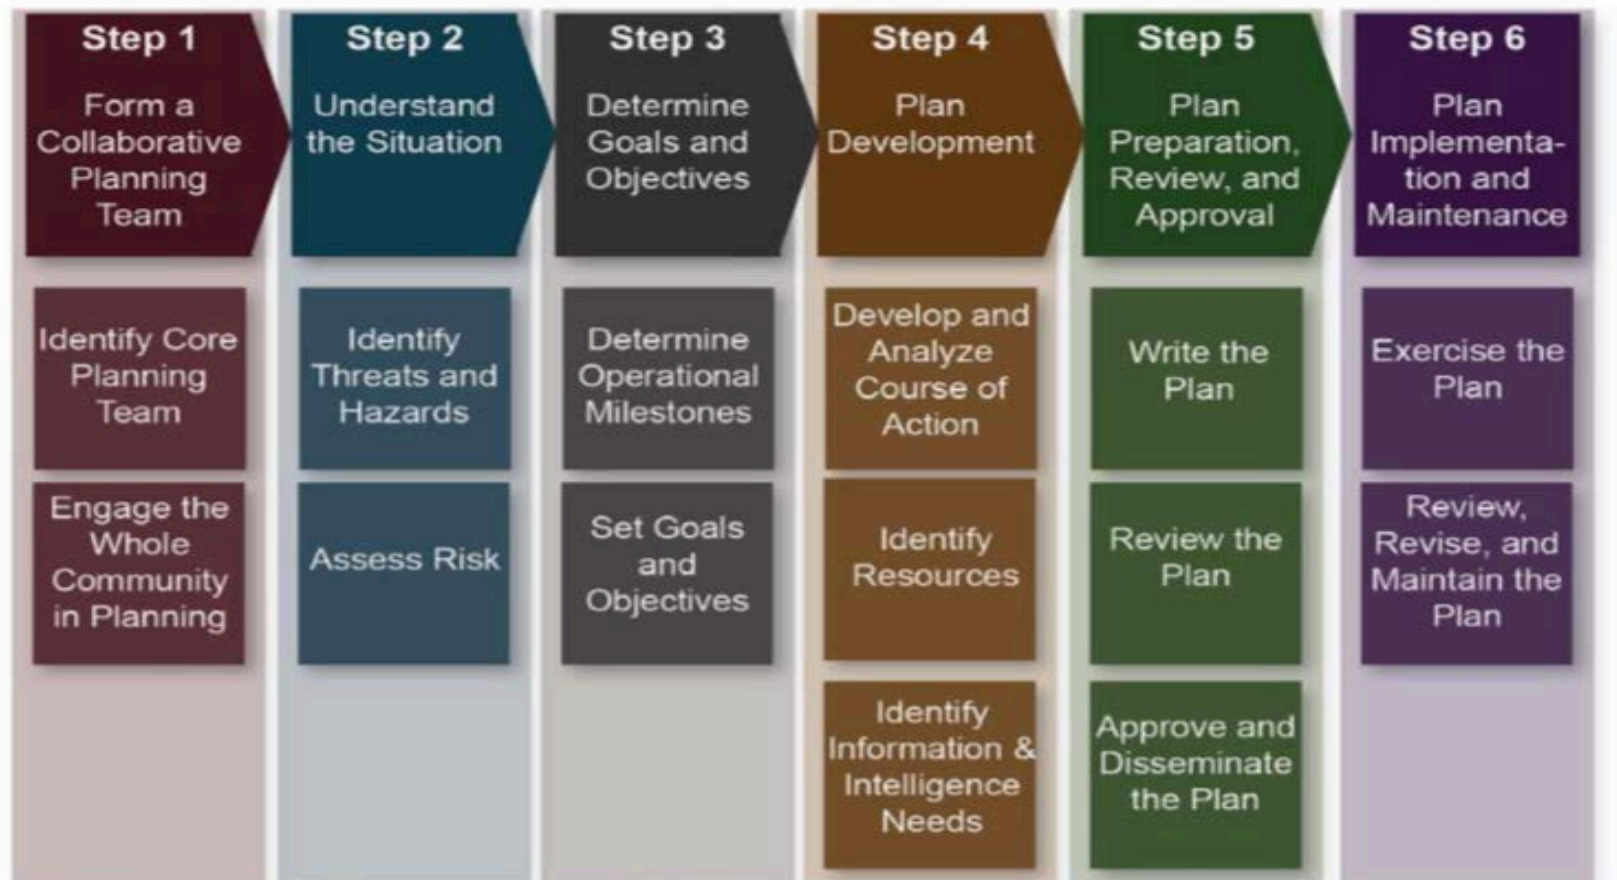 Step 1
Form a
Collaborative
Planning
Team
Identify Core
Planning
Team
Engage the
Whole
Community
in Planning
Step 2
Understand
the Situation
Identify
Threats and
Hazards
Assess Risk
Step 3
Determine
Goals and
Objectives
Determine
Operational
Milestones
Set Goals
and
Objectives
Step 4
Plan
Development
Develop and
Analyze
Course of
Action
Identify
Resources
Identify
Information &
Intelligence
Needs
Step 5
Plan
Preparation,
Review, and
Approval
Write the
Plan
Review the
Plan
Approve and
Disseminate
the Plan
Step 6
Plan
Implementa-
tion and
Maintenance
Exercise the
Plan
Review,
Revise, and
Maintain the
Plan